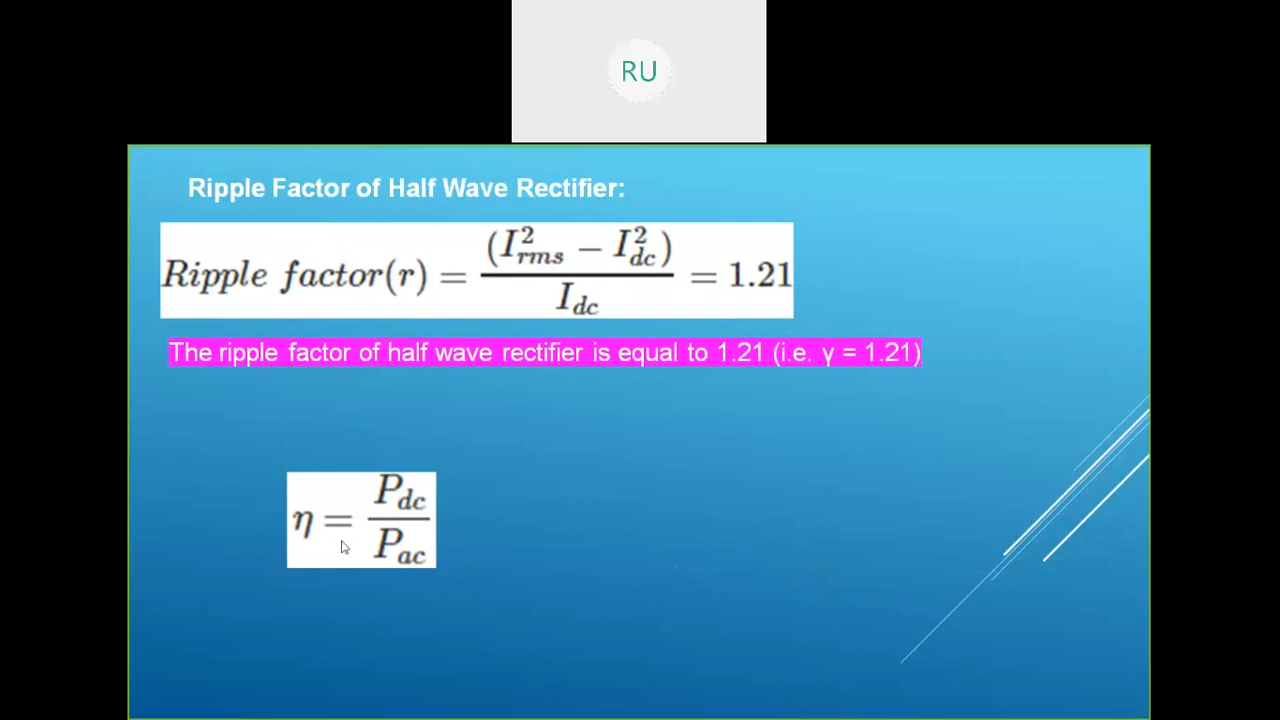 RU
Ripple Factor of Half Wave Rectifier:
Ripple factor(r) = (I²rms − I²dc) / Idc = 1.21
The ripple factor of half wave rectifier is equal to 1.21 (i.e. γ = 1.21)
η = Pdc / Pac